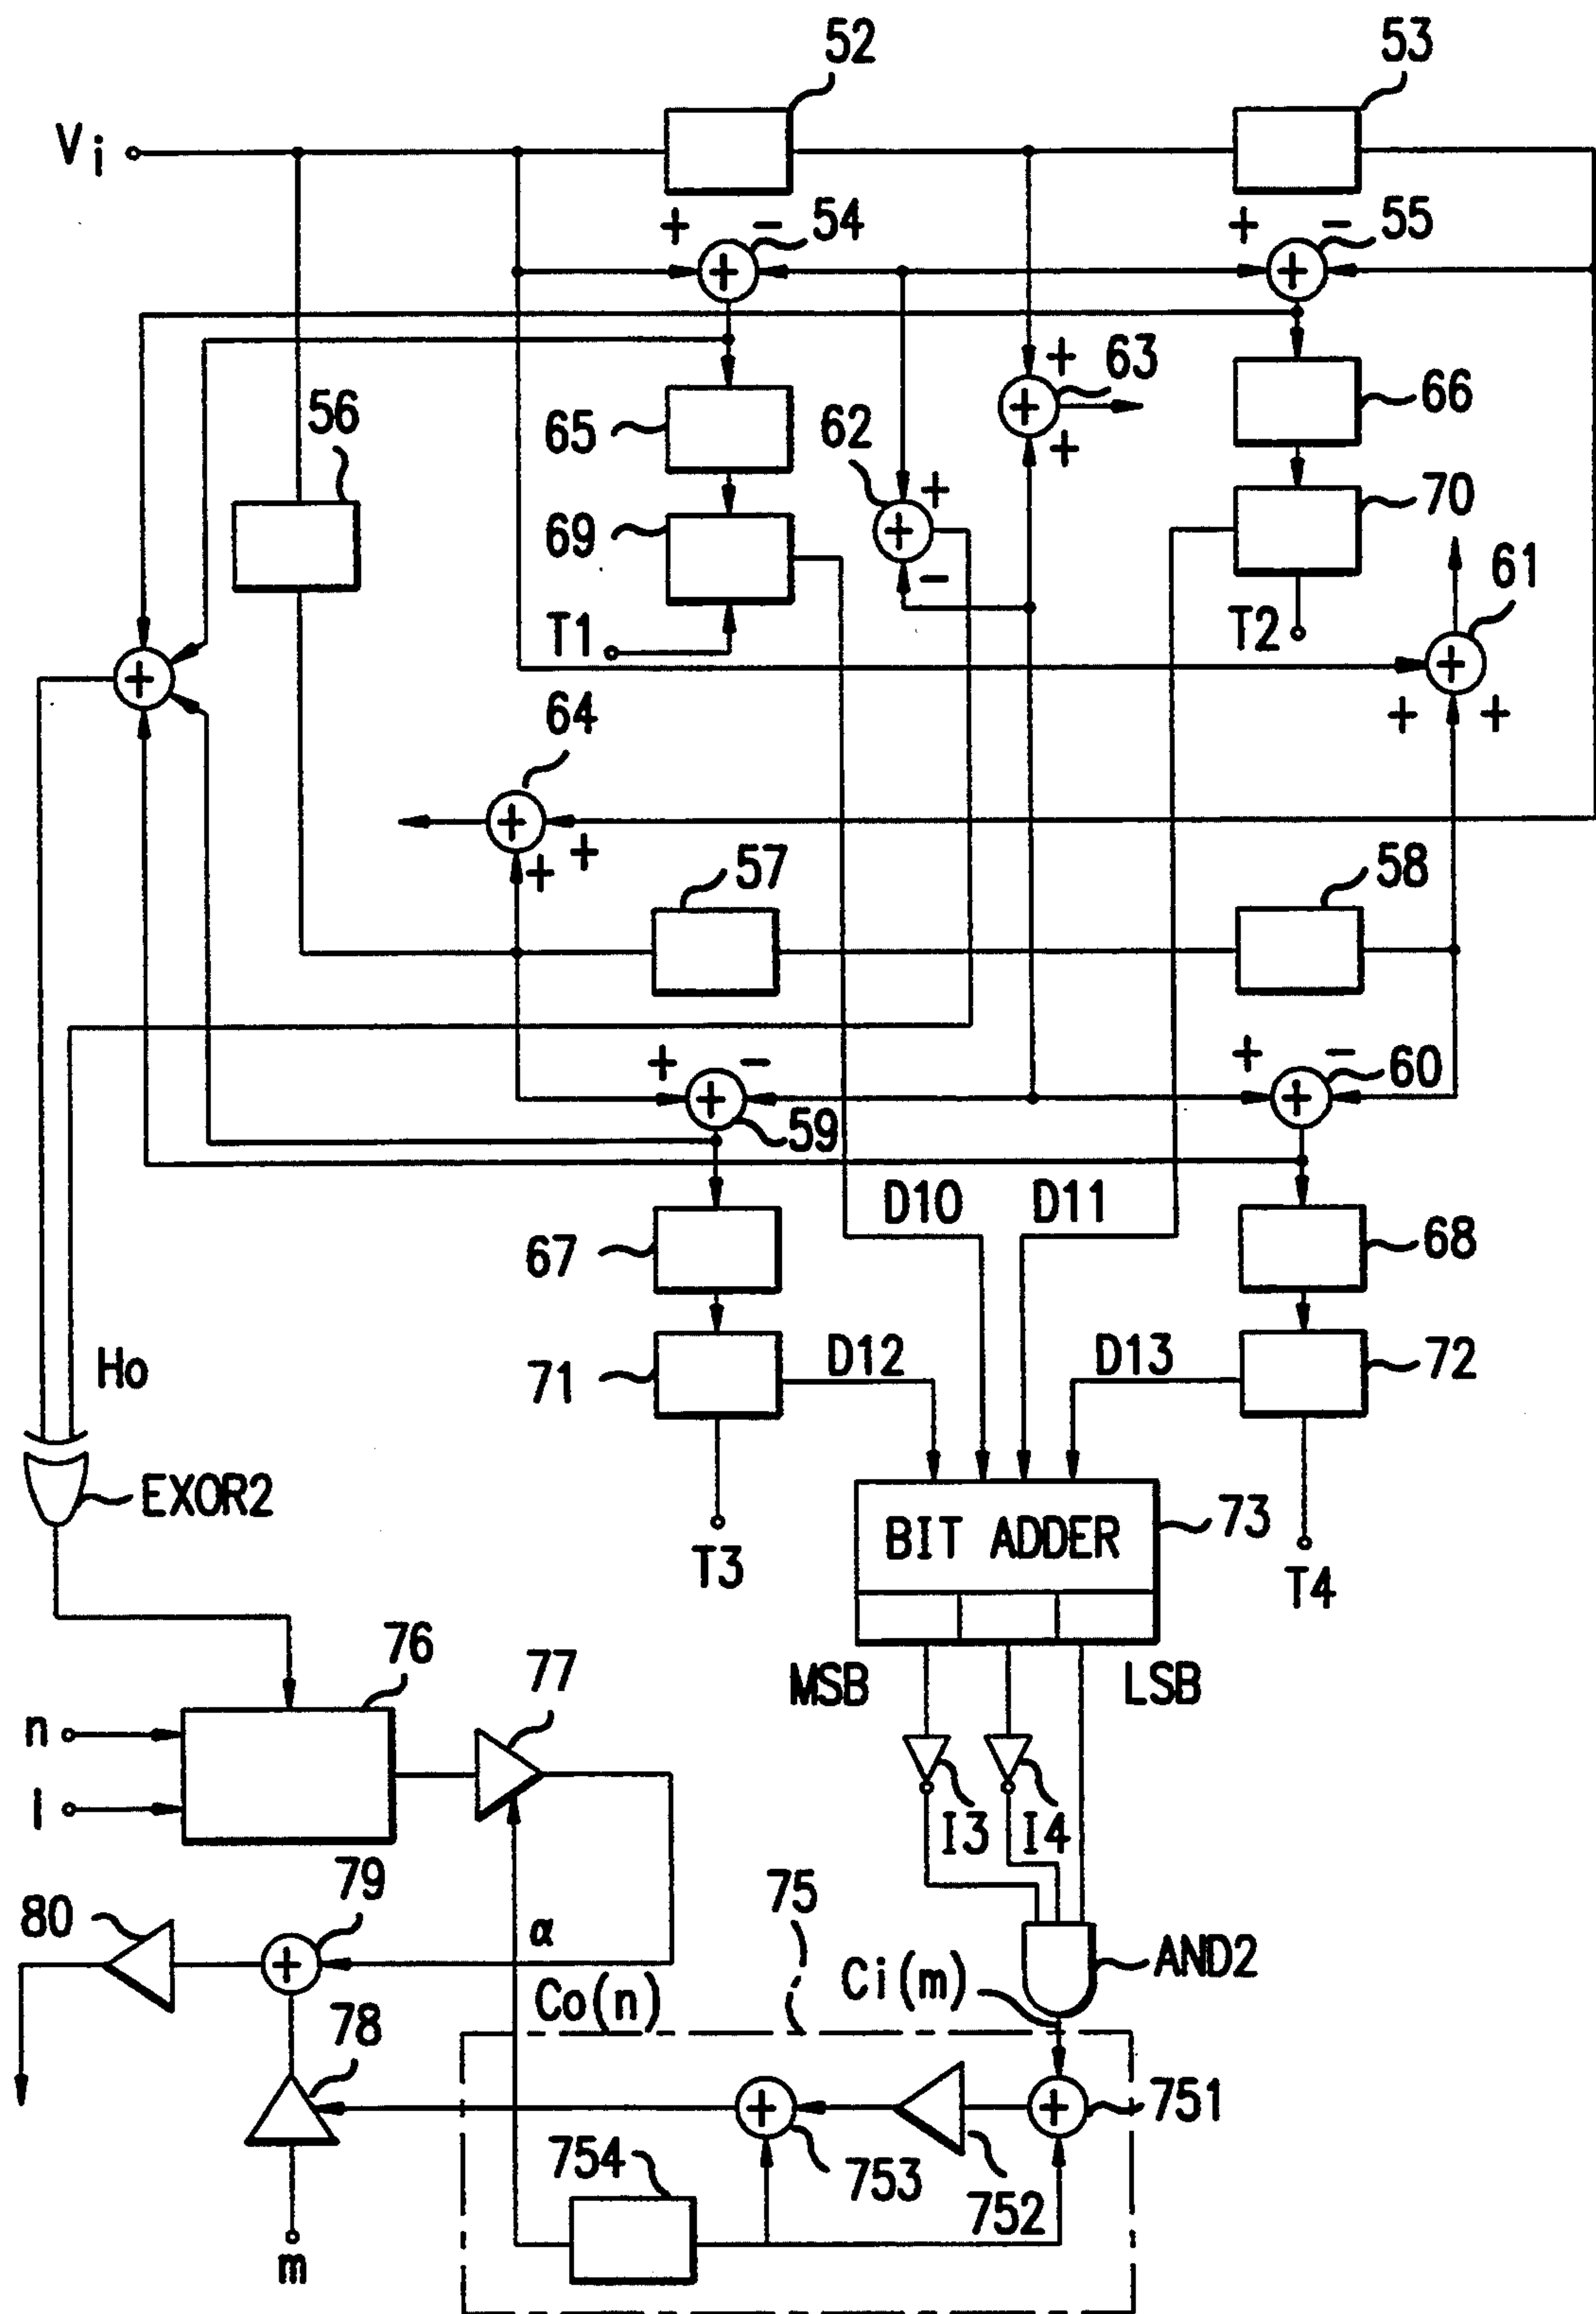 52
53
Vi
+ - 54
+ - 55
+
+
+ 63
+
+
56
65
62
66
+
+
-
69
70
T1
T2
61
+
+
+ +
64
+
+ +
57
58
+ -
+ - 60
+
+
59
D10 D11
67
68
Ho
71
D12
D13
72
EXOR2
T3
BIT ADDER
73
T4
76
77
MSB
LSB
n
l
I3 I4
79
75
80
α
+
AND2
Co(n)
Ci(m)
78
+
+
751
754
753
752
m